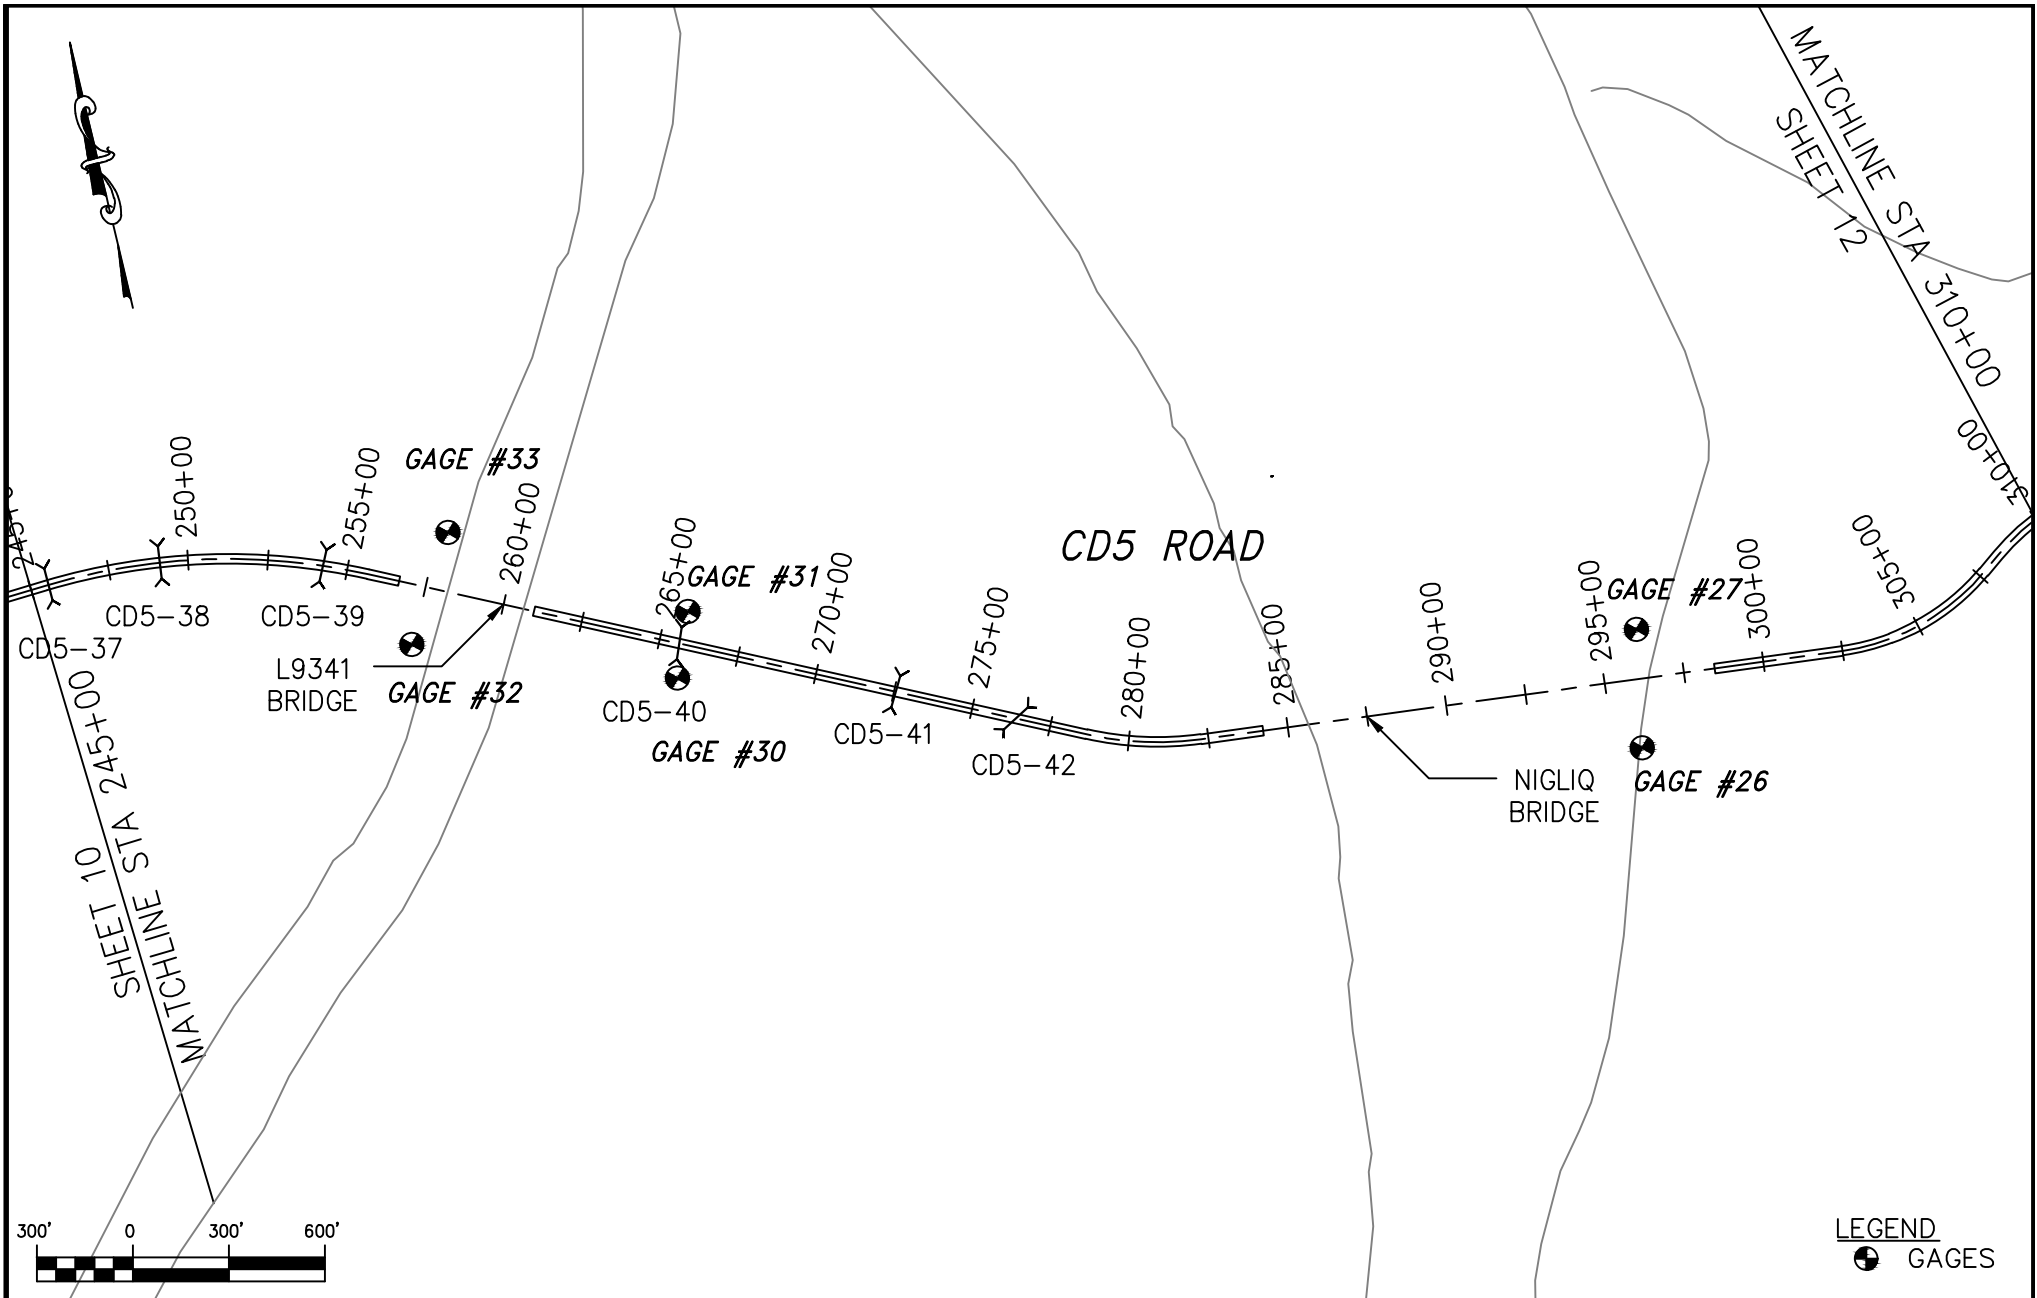 MATCHLINE STA 310+00
SHEET 12
310+00
GAGE #33
250+00
255+00
260+00
265+00
GAGE #31
270+00
CD5 ROAD
275+00
280+00
285+00
290+00
295+00
GAGE #27
300+00
305+00
CD5-37
CD5-38
CD5-39
L9341
BRIDGE
GAGE #32
CD5-40
GAGE #30
CD5-41
CD5-42
NIGLIQ
BRIDGE
GAGE #26
SHEET 10
MATCHLINE STA 245+00
300' 0 300' 600'
LEGEND
GAGES